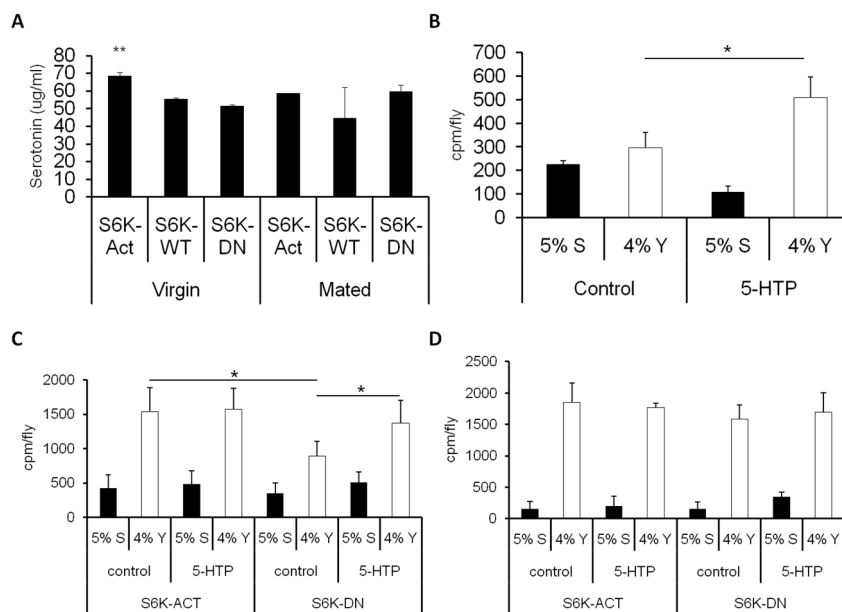 A
**
Serotonin (ug/ml)
80
70
60
50
40
30
20
10
0
S6K-Act S6K-WT S6K-DN S6K-Act S6K-WT S6K-DN
Virgin Mated
B
*
cpm/fly
700
600
500
400
300
200
100
0
5% S 4% Y 5% S 4% Y
Control 5-HTP
C
* *
cpm/fly
2000
1500
1000
500
0
5% S 4% Y 5% S 4% Y 5% S 4% Y 5% S 4% Y
control 5-HTP control 5-HTP
S6K-ACT S6K-DN
D
cpm/fly
2500
2000
1500
1000
500
0
5% S 4% Y 5% S 4% Y 5% S 4% Y 5% S 4% Y
control 5-HTP control 5-HTP
S6K-ACT S6K-DN